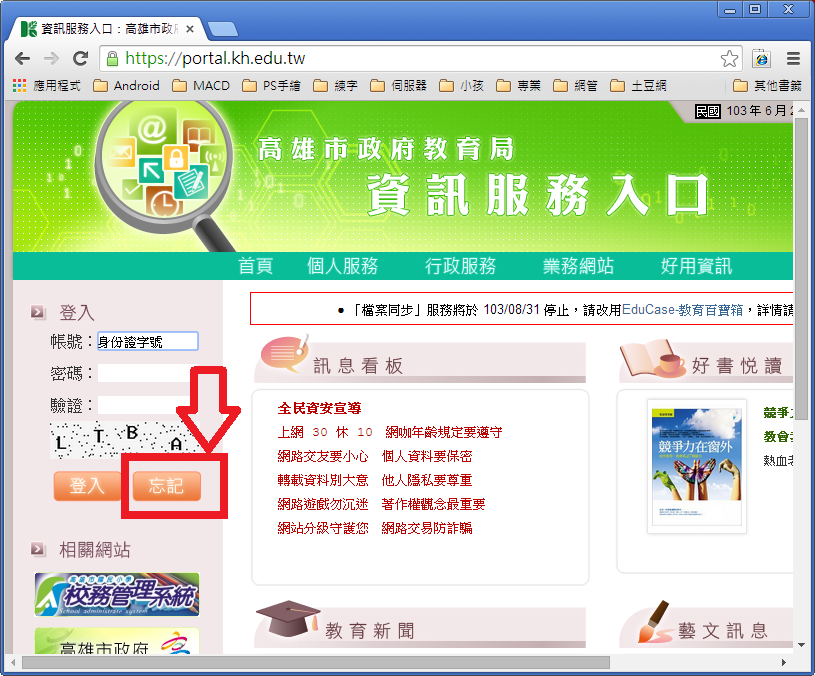 資訊服務入口：高雄市政府
https://portal.kh.edu.tw
應用程式 Android MACD PS手繪 練字 伺服器 小孩 專業 網管 土豆網 其他書籤
民國 103 年 6 月 2
高雄市政府教育局
資訊服務入口
首頁 個人服務 行政服務 業務網站 好用資訊
•「檔案同步」服務將於 103/08/31 停止，請改用EduCase-教育百寶箱，詳情請
登入
帳號：身份證字號
密碼：
驗證：
L T B A
登入 忘記
相關網站
高雄市國民小學
校務管理系統
School administrate system
高雄市政府
訊息看板
全民資安宣導
上網 30 休 10 網咖年齡規定要遵守
網路交友要小心 個人資料要保密
轉載資料別大意 他人隱私要尊重
網路遊戲勿沉迷 著作權觀念最重要
網站分級守護您 網路交易防詐騙
教育新聞
好書悅讀
競爭力在窗外
競爭力
教會
熱血老
藝文訊息